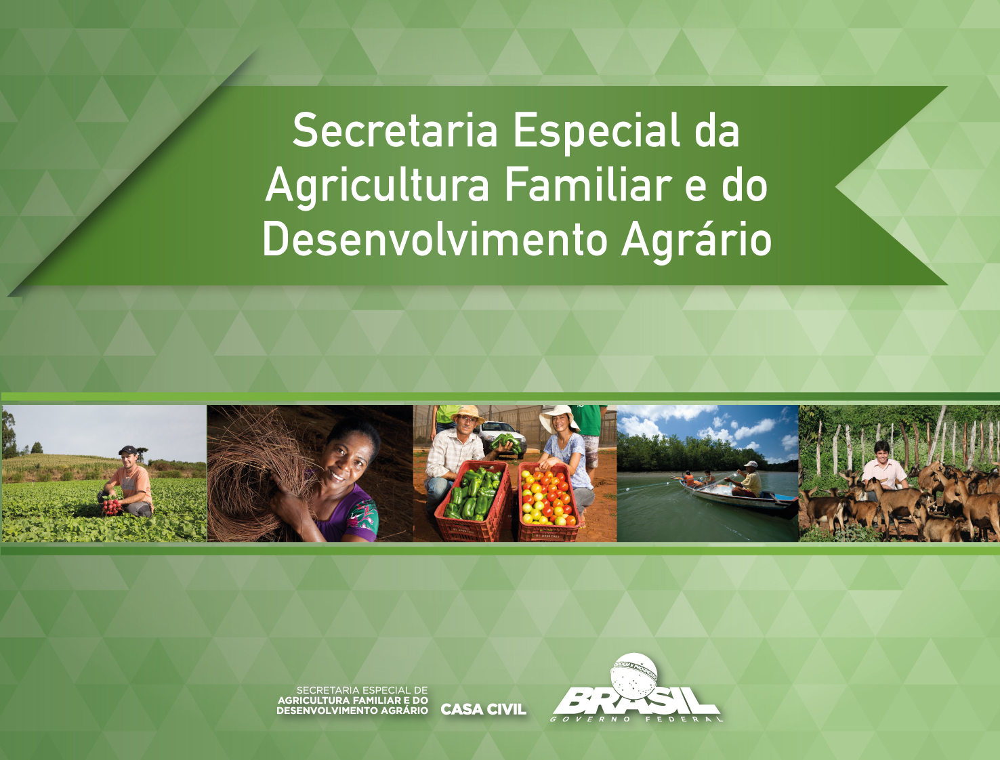 Secretaria Especial da
Agricultura Familiar e do
Desenvolvimento Agrário
SECRETARIA ESPECIAL DE
AGRICULTURA FAMILIAR E DO
DESENVOLVIMENTO AGRÁRIO
CASA CIVIL
ORDEM E PROGRESSO
BRASIL
GOVERNO FEDERAL